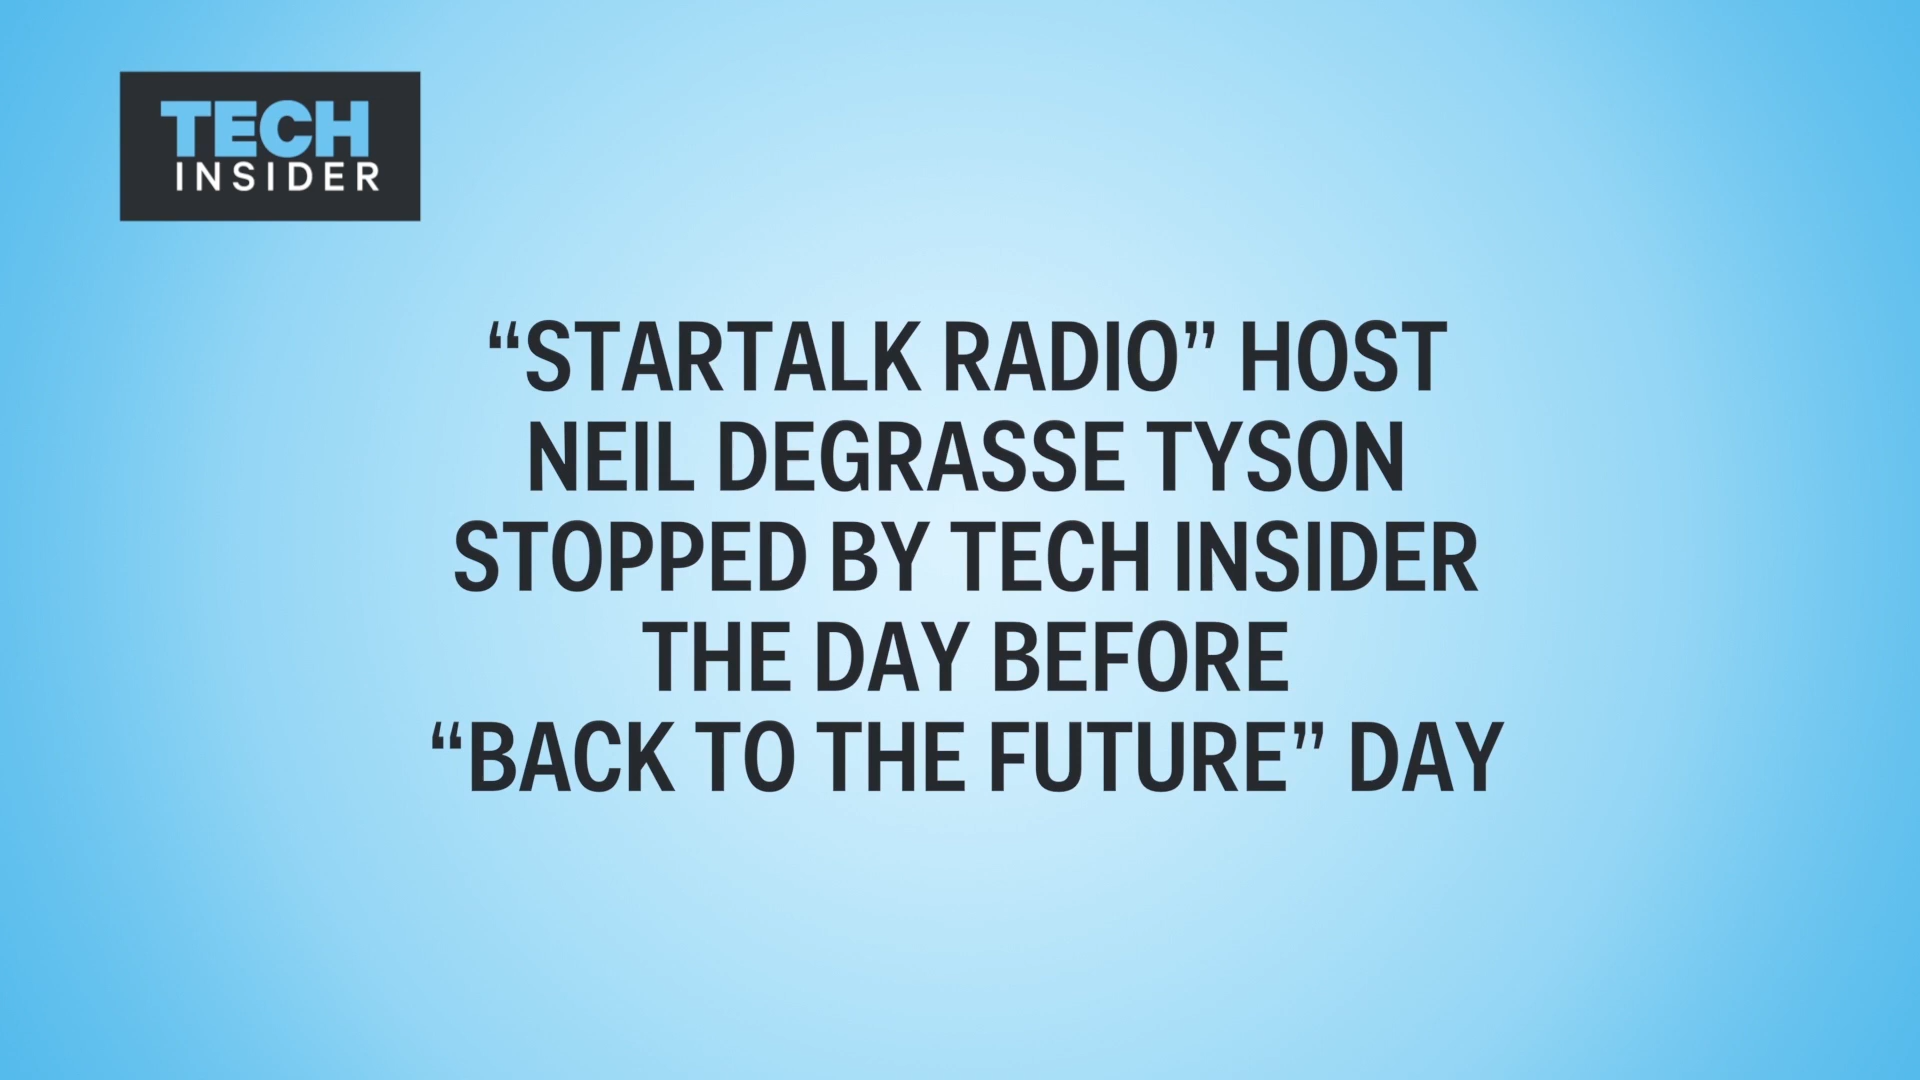 TECH
INSIDER
“STARTALK RADIO” HOST
NEIL DEGRASSE TYSON
STOPPED BY TECH INSIDER
THE DAY BEFORE
“BACK TO THE FUTURE” DAY